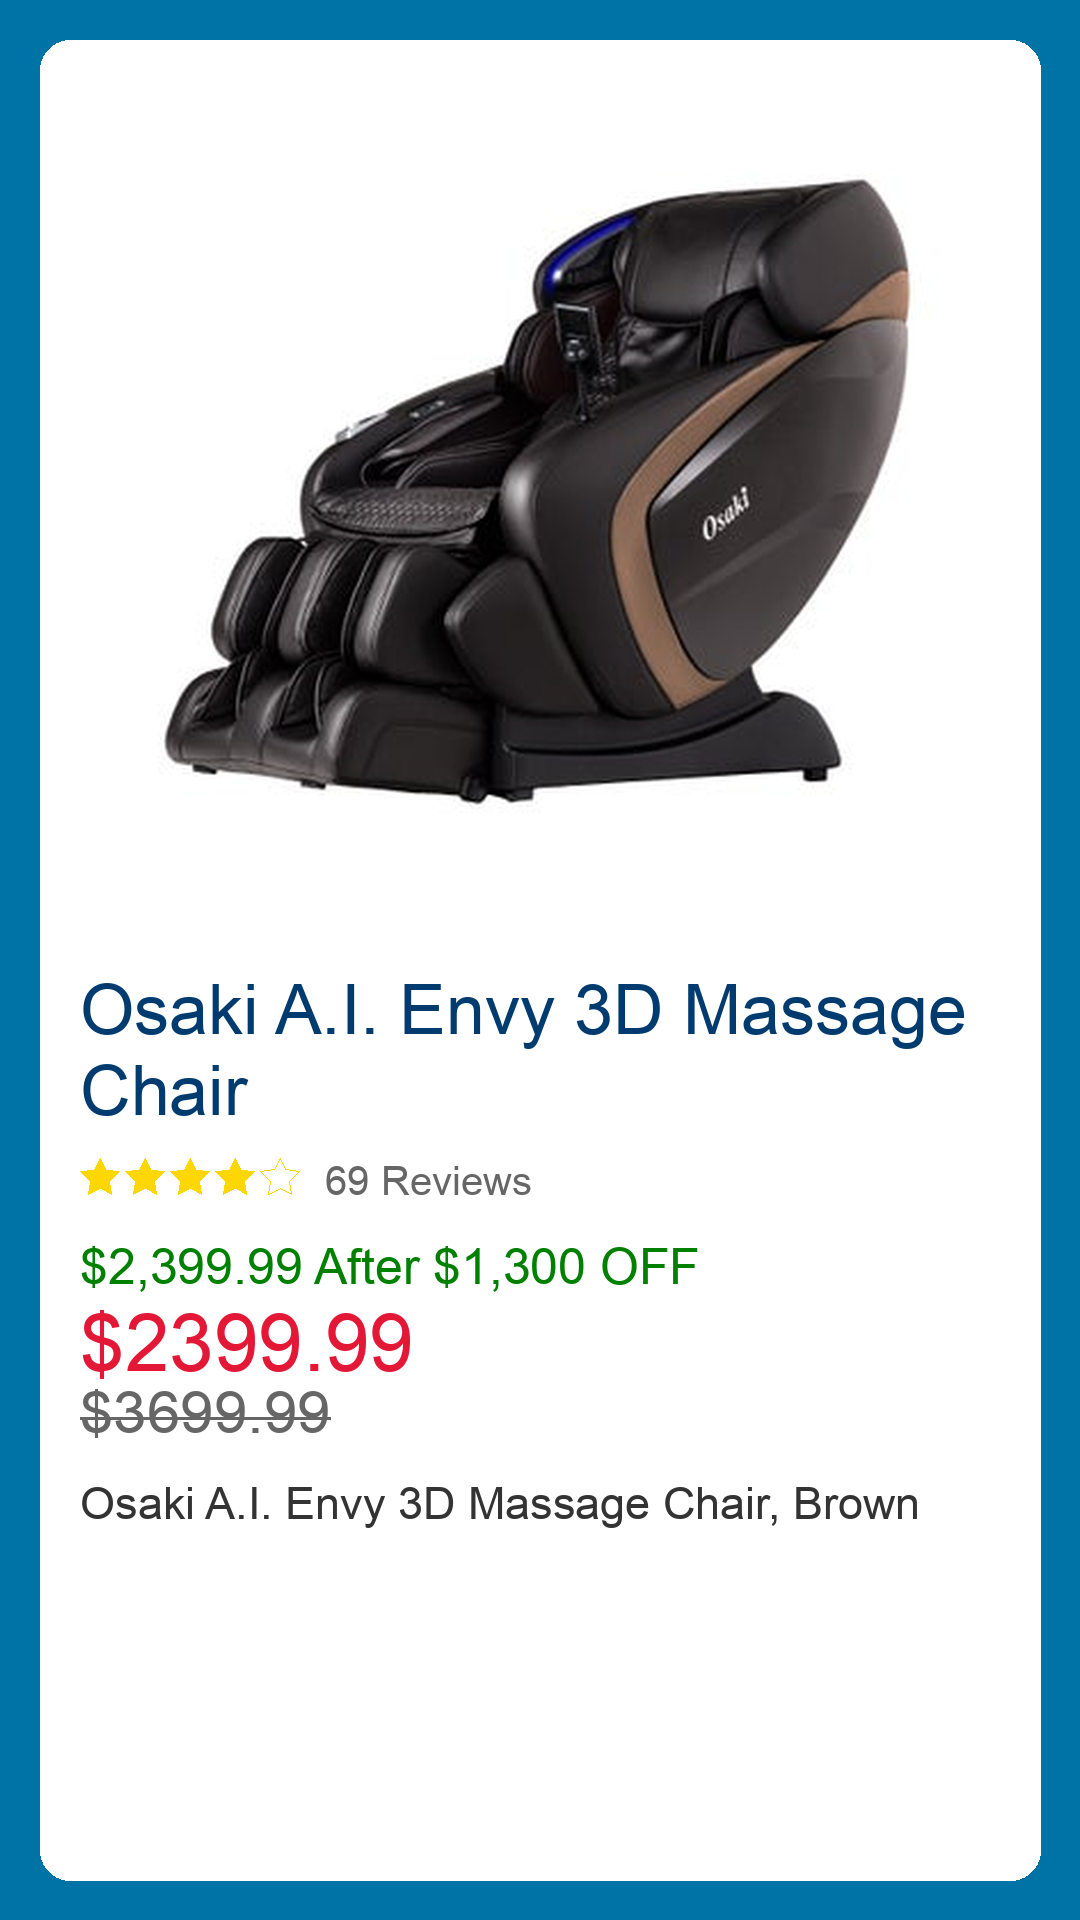 Osaki
Osaki A.I. Envy 3D Massage
Chair
69 Reviews
$2,399.99 After $1,300 OFF
$2399.99
$3699.99
Osaki A.I. Envy 3D Massage Chair, Brown